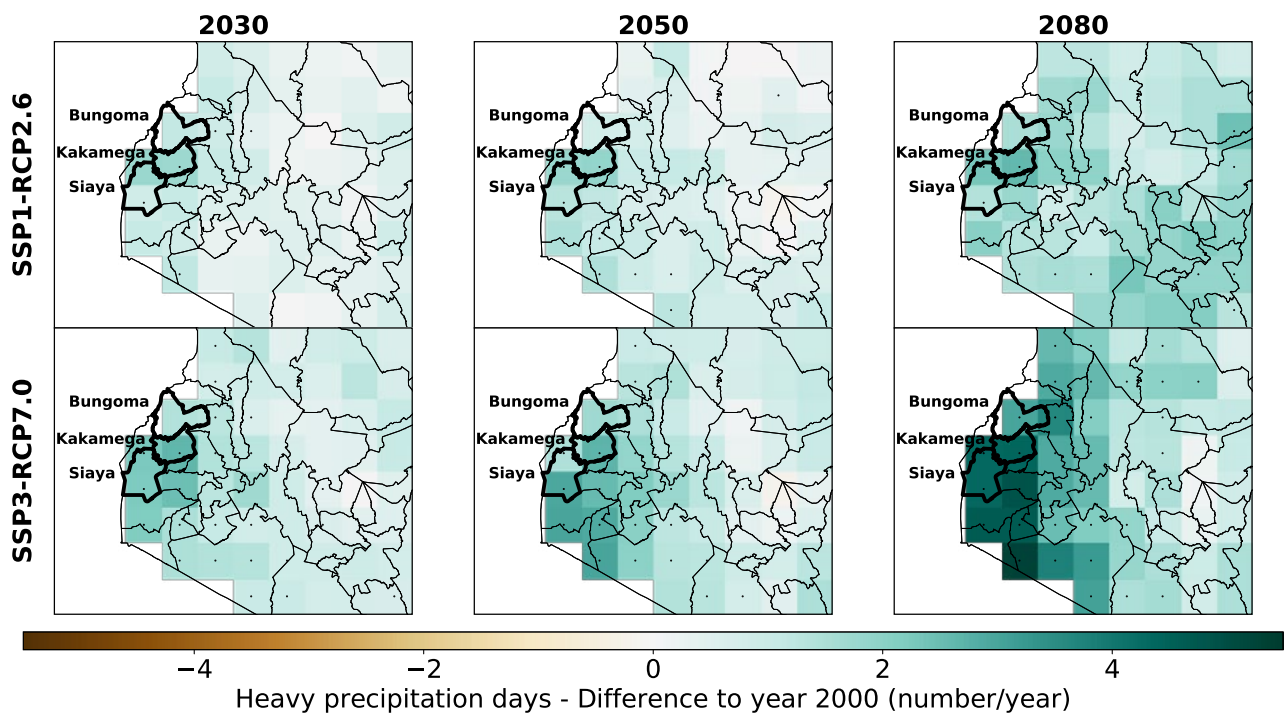 2030 2050 2080
SSP1-RCP2.6
Bungoma Bungoma Bungoma
Kakamega Kakamega Kakamega
Siaya Siaya Siaya
SSP3-RCP7.0
Bungoma Bungoma Bungoma
Kakamega Kakamega Kakamega
Siaya Siaya Siaya
−4 −2 0 2 4
Heavy precipitation days - Difference to year 2000 (number/year)